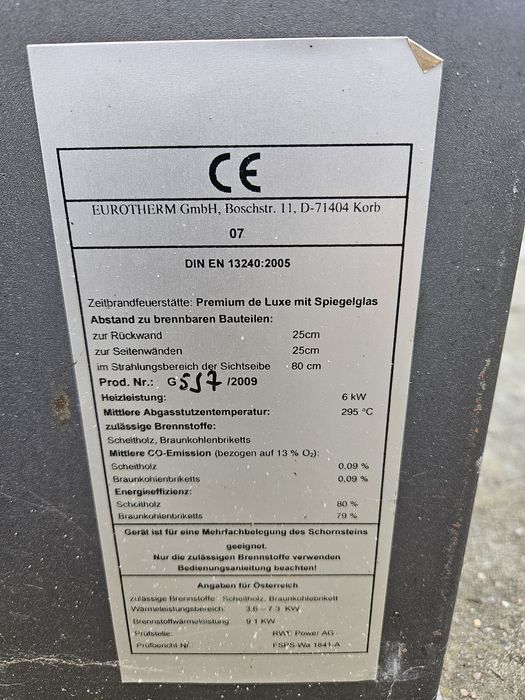 CE
EUROTHERM GmbH, Boschstr. 11, D-71404 Korb
07
DIN EN 13240:2005
Zeitbrandfeuerstätte: Premium de Luxe mit Spiegelglas
Abstand zu brennbaren Bauteilen:
zur Rückwand 25cm
zur Seitenwänden 25cm
im Strahlungsbereich der Sichtseibe 80 cm
Prod. Nr.: G 557 /2009
Heizleistung: 6 kW
Mittlere Abgasstutzentemperatur: 295 °C
zulässige Brennstoffe:
Scheitholz, Braunkohlenbriketts
Mittlere CO-Emission (bezogen auf 13 % O₂):
Scheitholz 0,09 %
Braunkohlenbriketts 0,09 %
Energieeffizienz:
Scheitholz 80 %
Braunkohlenbriketts 79 %
Gerät ist für eine Mehrfachbelegung des Schornsteins
geeignet.
Nur die zulässigen Brennstoffe verwenden
Bedienungsanleitung beachten!
Angaben für Österreich
zulässige Brennstoffe: Scheitholz, Braunkohlenbrikett
Wärmeleistungsbereich: 3.6 – 7.3 KW
Brennstoffwärmeleistung 9.1 KW
Prüfstelle: RWE Power AG
Prüfbericht-Nr. FSPS-Wa 1841-A